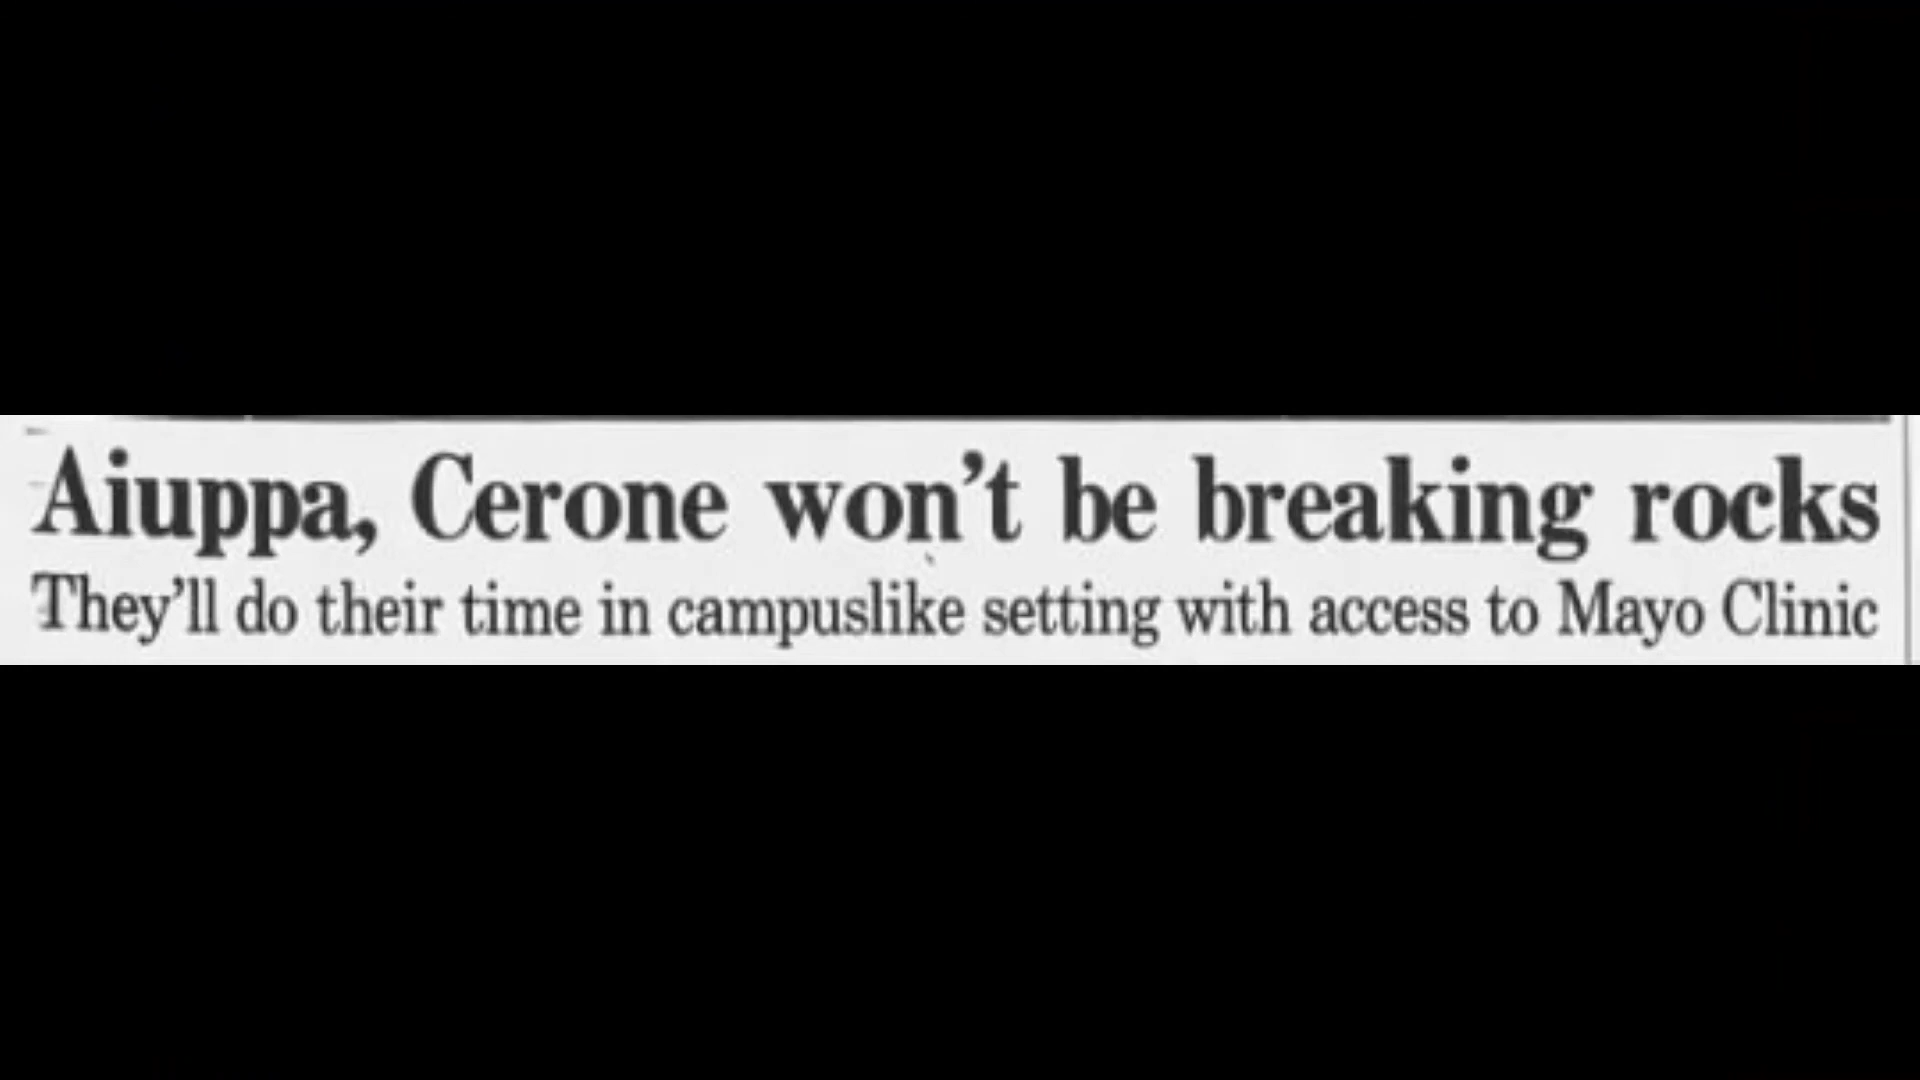 Aiuppa, Cerone won't be breaking rocks
They'll do their time in campuslike setting with access to Mayo Clinic